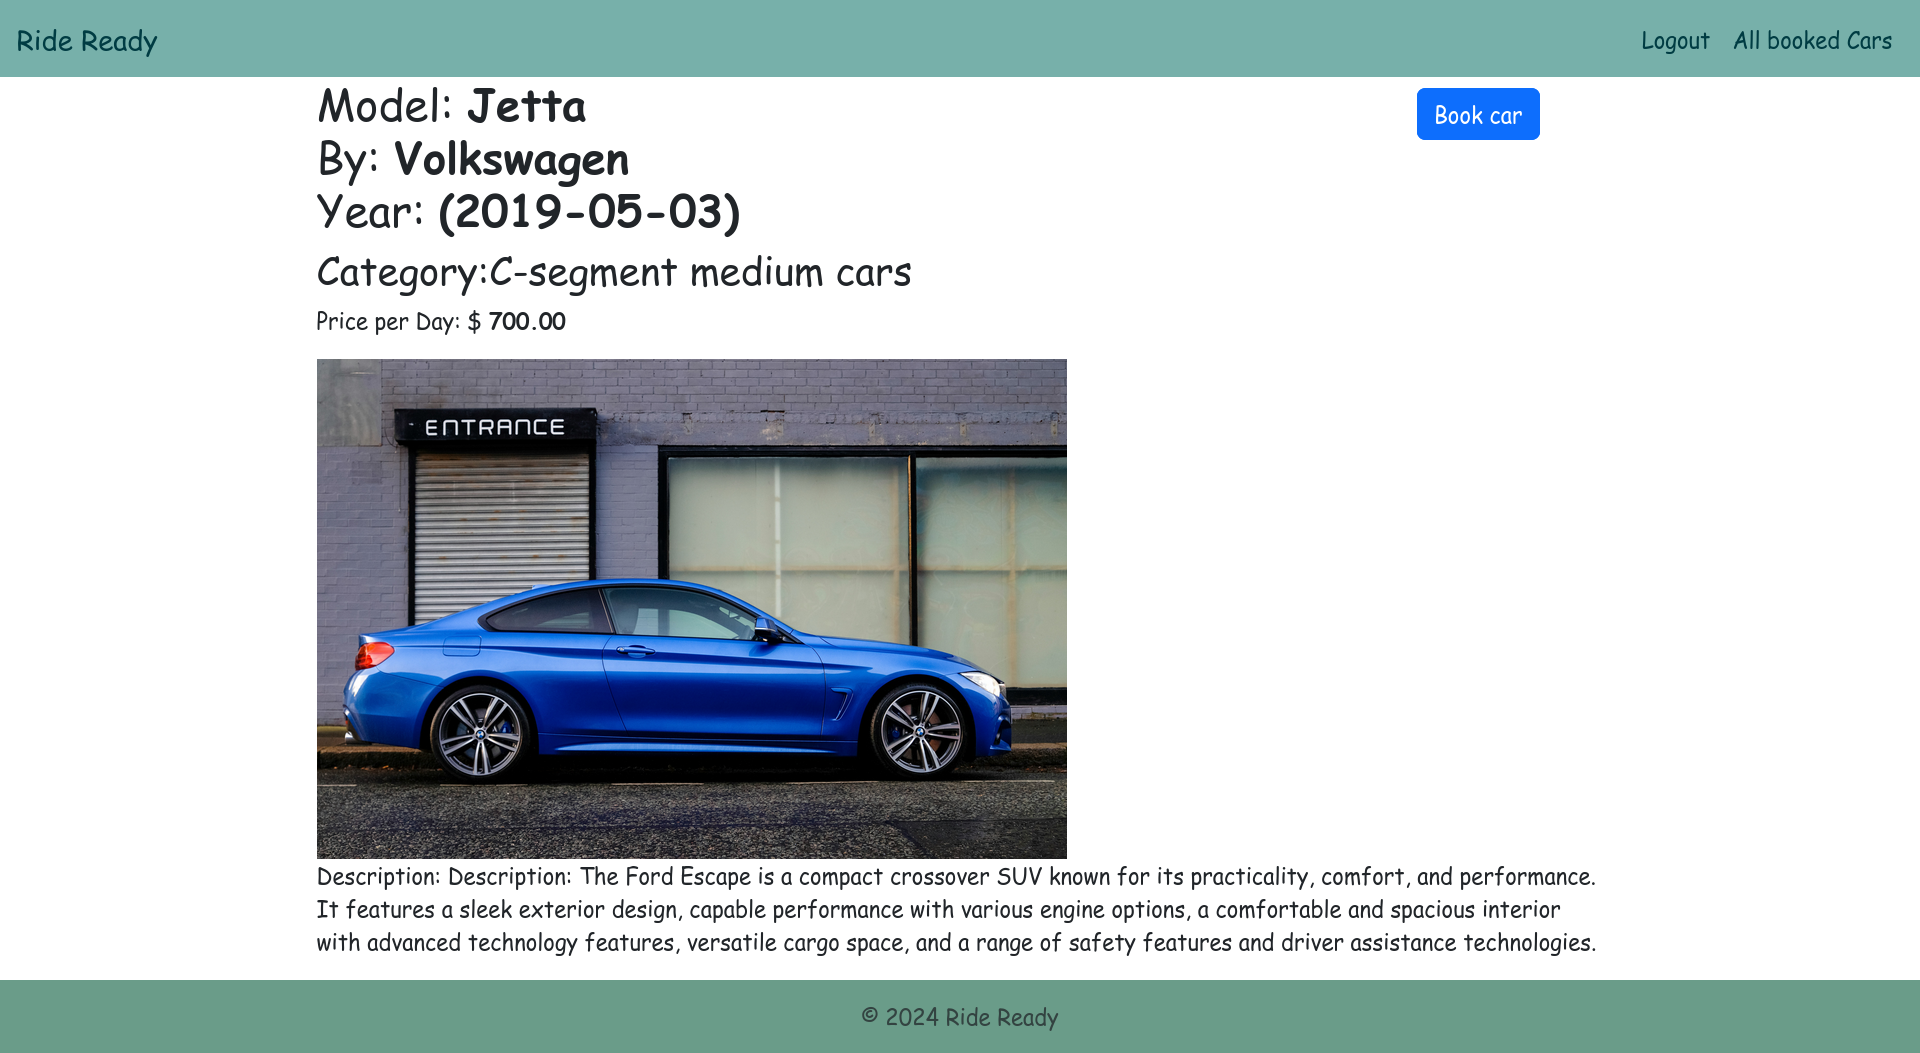 Ride Ready
Logout
All booked Cars
Model: Jetta
By: Volkswagen
Year: (2019-05-03)
Book car
Category:C-segment medium cars
Price per Day: $ 700.00
ENTRANCE
Description: Description: The Ford Escape is a compact crossover SUV known for its practicality, comfort, and performance.
It features a sleek exterior design, capable performance with various engine options, a comfortable and spacious interior
with advanced technology features, versatile cargo space, and a range of safety features and driver assistance technologies.
© 2024 Ride Ready